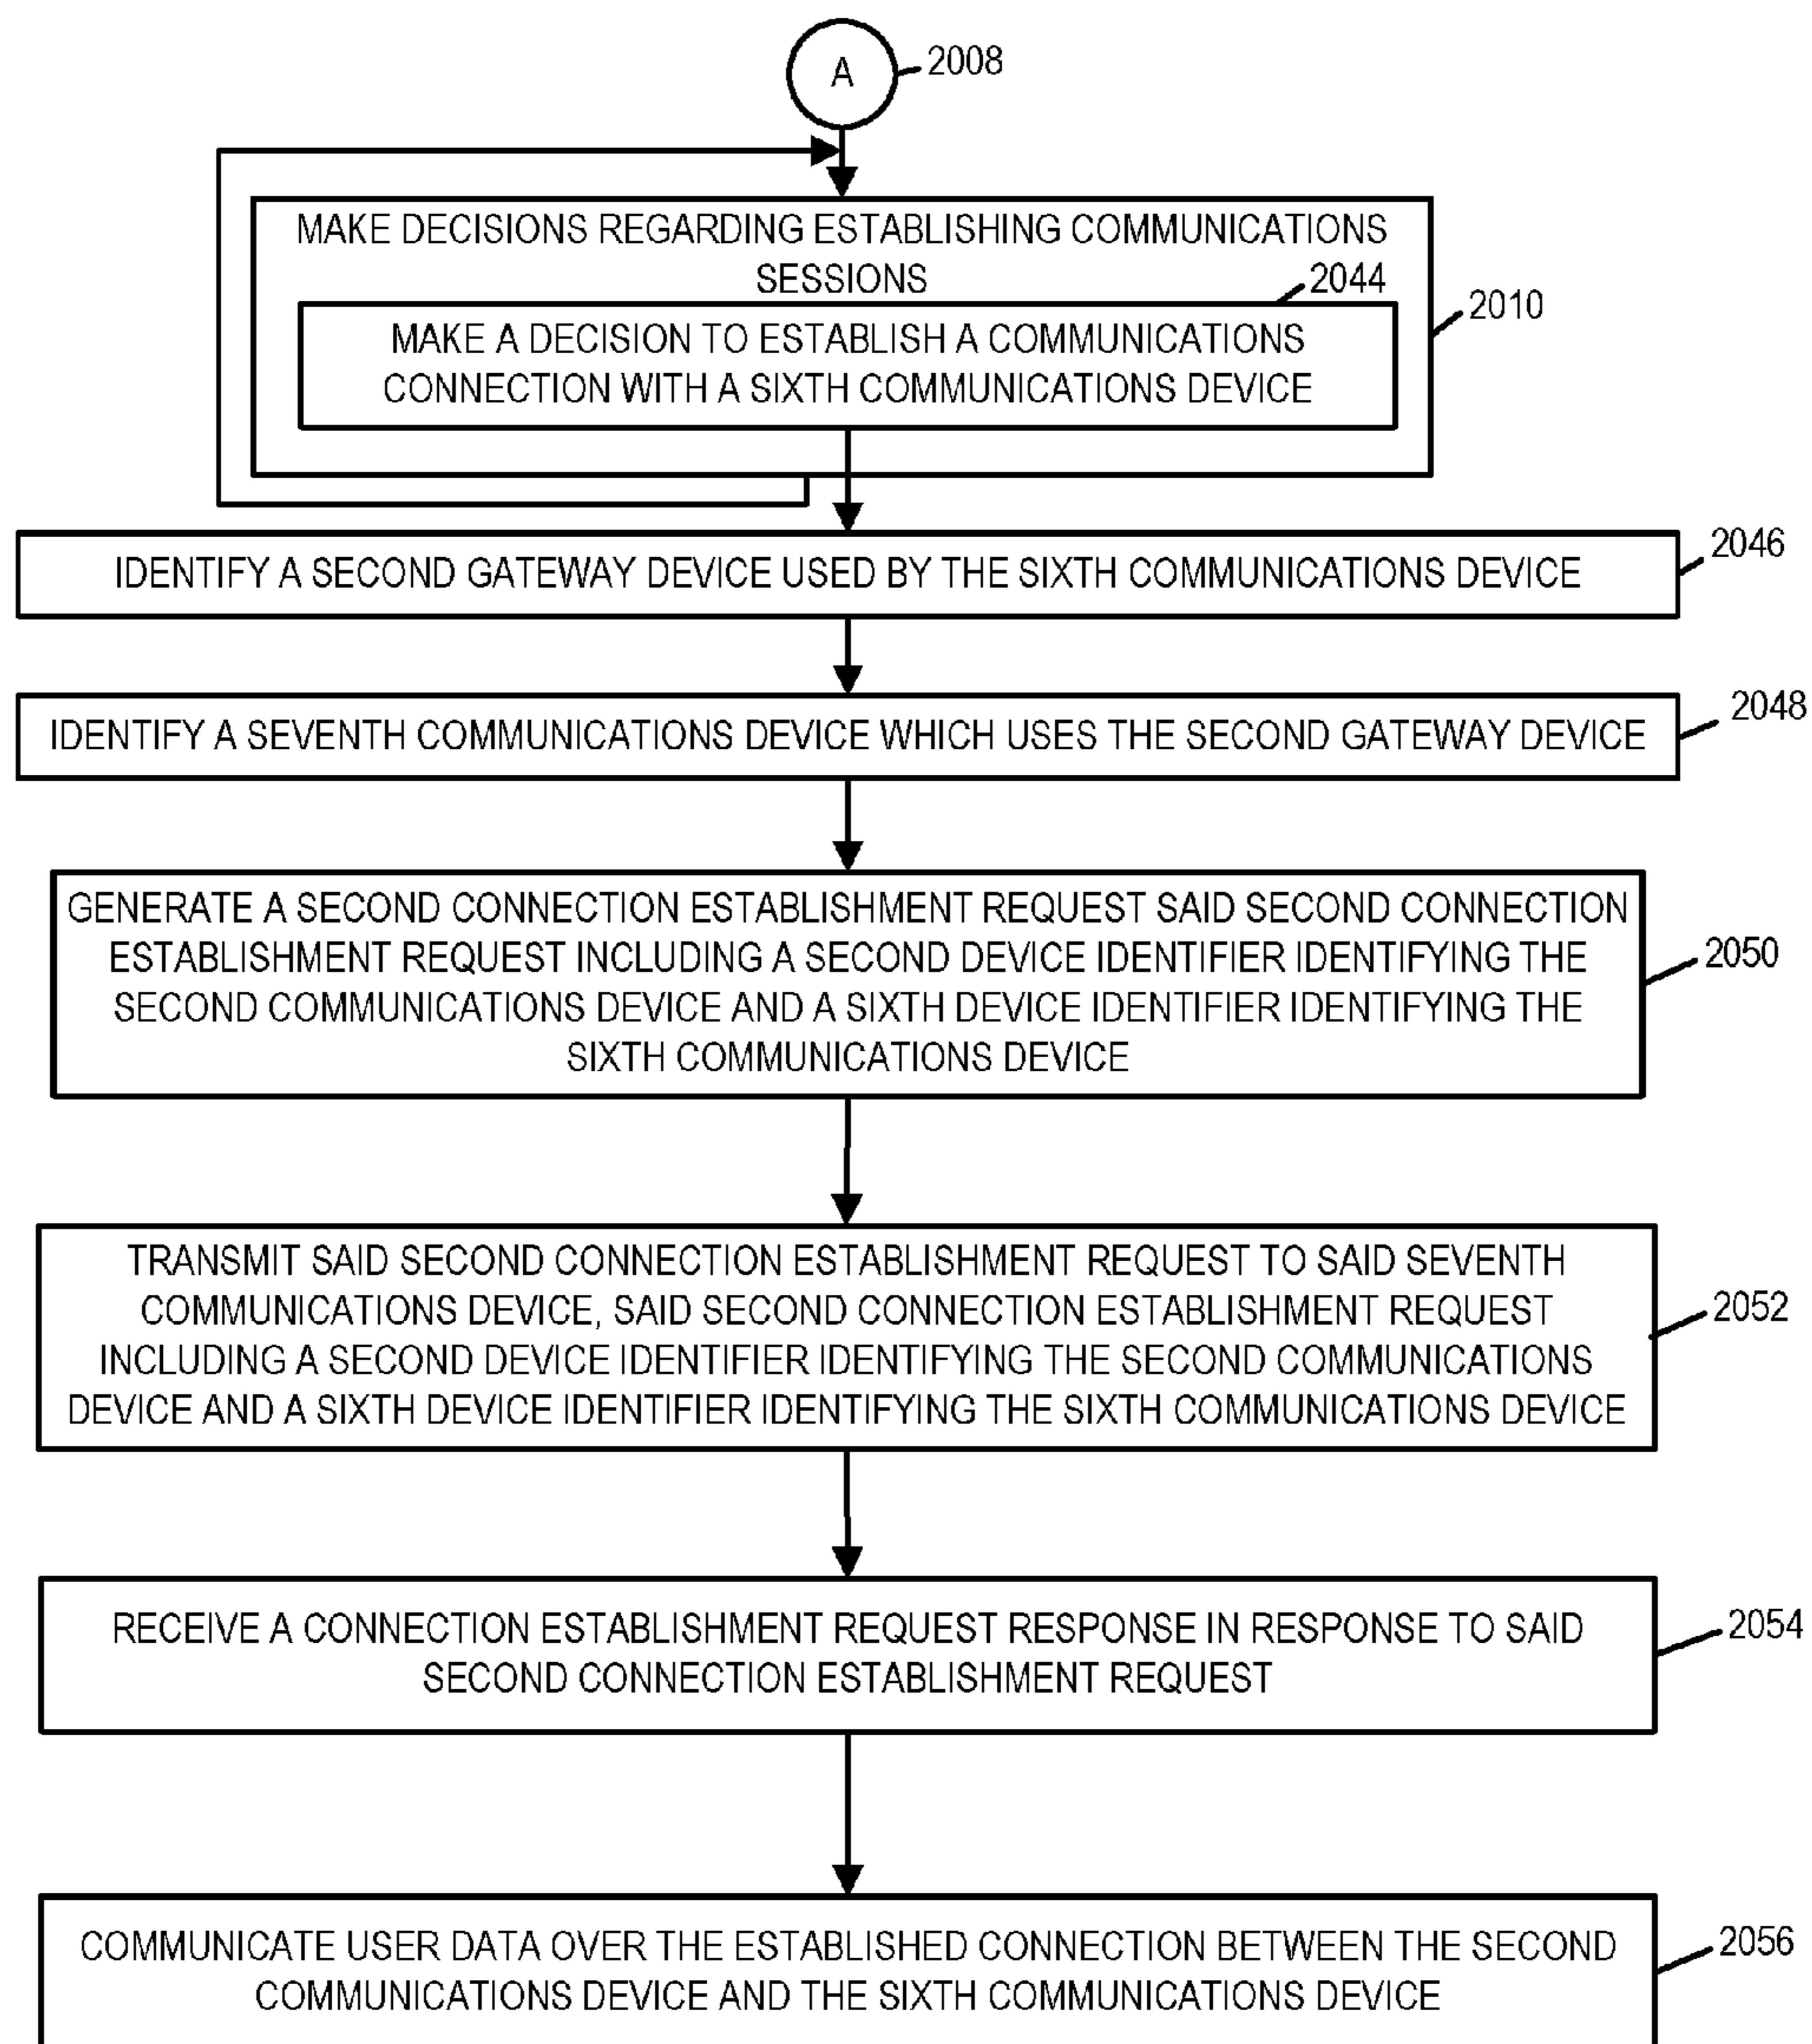 A
2008
MAKE DECISIONS REGARDING ESTABLISHING COMMUNICATIONS
SESSIONS
2044
2010
MAKE A DECISION TO ESTABLISH A COMMUNICATIONS
CONNECTION WITH A SIXTH COMMUNICATIONS DEVICE
2046
IDENTIFY A SECOND GATEWAY DEVICE USED BY THE SIXTH COMMUNICATIONS DEVICE
2048
IDENTIFY A SEVENTH COMMUNICATIONS DEVICE WHICH USES THE SECOND GATEWAY DEVICE
GENERATE A SECOND CONNECTION ESTABLISHMENT REQUEST SAID SECOND CONNECTION
ESTABLISHMENT REQUEST INCLUDING A SECOND DEVICE IDENTIFIER IDENTIFYING THE
SECOND COMMUNICATIONS DEVICE AND A SIXTH DEVICE IDENTIFIER IDENTIFYING THE
SIXTH COMMUNICATIONS DEVICE
2050
TRANSMIT SAID SECOND CONNECTION ESTABLISHMENT REQUEST TO SAID SEVENTH
COMMUNICATIONS DEVICE, SAID SECOND CONNECTION ESTABLISHMENT REQUEST
INCLUDING A SECOND DEVICE IDENTIFIER IDENTIFYING THE SECOND COMMUNICATIONS
DEVICE AND A SIXTH DEVICE IDENTIFIER IDENTIFYING THE SIXTH COMMUNICATIONS DEVICE
2052
RECEIVE A CONNECTION ESTABLISHMENT REQUEST RESPONSE IN RESPONSE TO SAID
SECOND CONNECTION ESTABLISHMENT REQUEST
2054
COMMUNICATE USER DATA OVER THE ESTABLISHED CONNECTION BETWEEN THE SECOND
COMMUNICATIONS DEVICE AND THE SIXTH COMMUNICATIONS DEVICE
2056